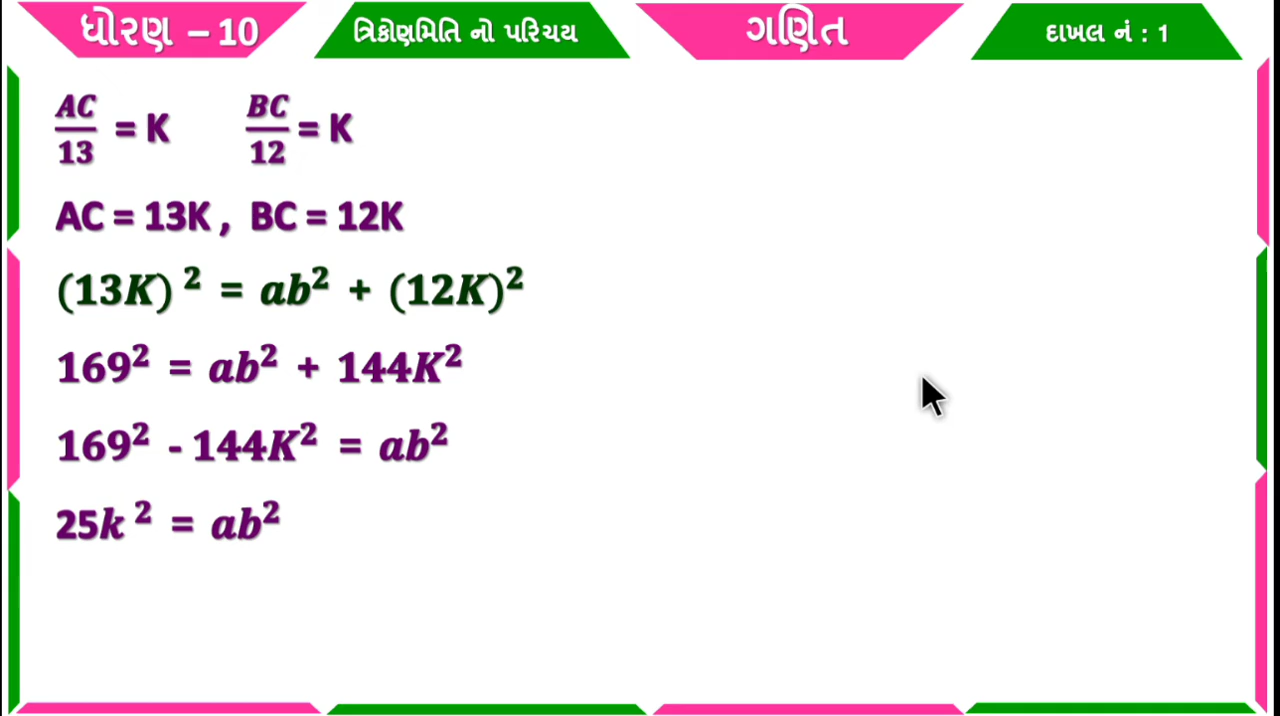 ધોરણ – 10 ત્રિકોણમિતિ નો પરિચય ગણિત દાખલ નં : 1
AC/13 = K BC/12 = K
AC = 13K , BC = 12K
(13K)² = ab² + (12K)²
169² = ab² + 144K²
169² - 144K² = ab²
25k² = ab²